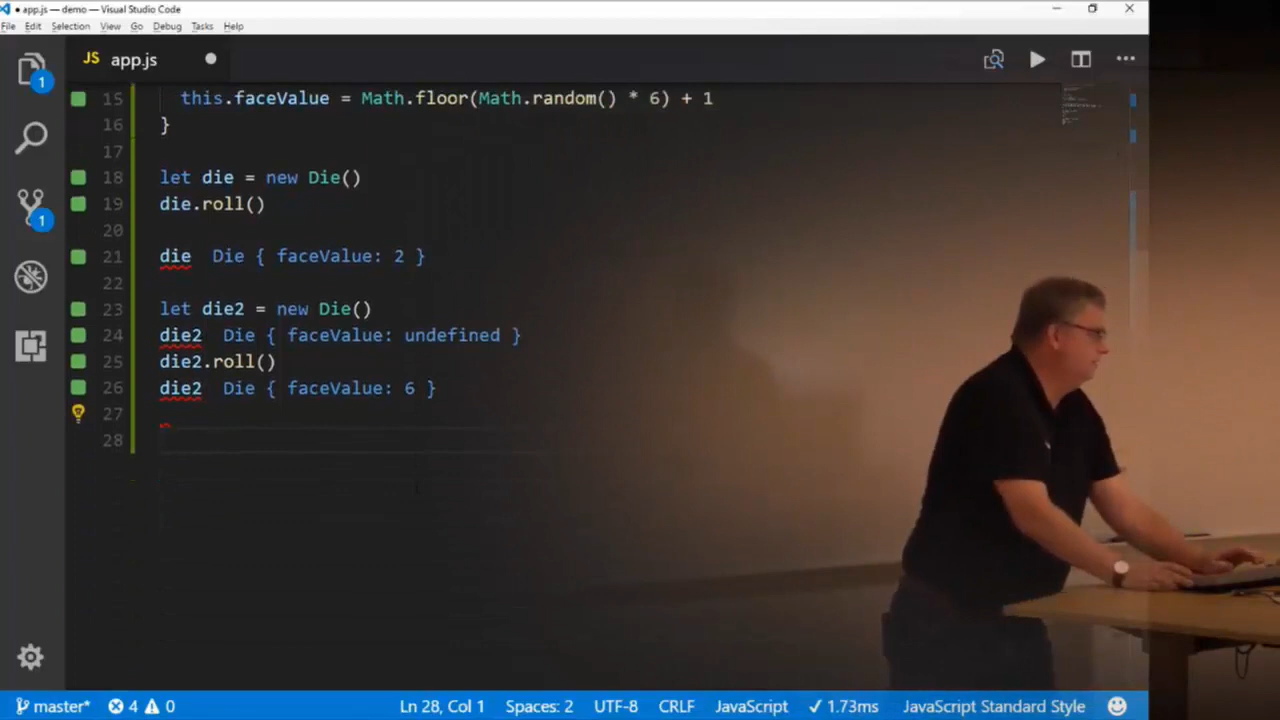 ● app.js — demo — Visual Studio Code
File Edit Selection View Go Debug Tasks Help
1
JS app.js
15 this.faceValue = Math.floor(Math.random() * 6) + 1
16 }
17
18 let die = new Die()
19 die.roll()
1
20
21 die Die { faceValue: 2 }
22
23 let die2 = new Die()
24 die2 Die { faceValue: undefined }
25 die2.roll()
26 die2 Die { faceValue: 6 }
27
28
master* 4 0 Ln 28, Col 1 Spaces: 2 UTF-8 CRLF JavaScript ✓ 1.73ms JavaScript Standard Style